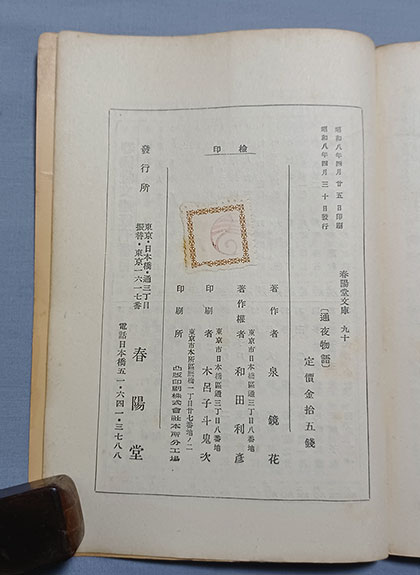 昭和八年四月廿五日印刷
昭和八年四月三十日發行
春陽堂文庫 九十
〔通夜物語〕
定價金拾五錢
著作者 泉鏡花
東京市日本橋區通三丁目八番地
著作權者 和田利彦
東京市日本橋區通三丁目八番地
印刷者 木呂子斗鬼次
東京市本所區厩橋一丁目廿七番地ノ二
印刷所 凸版印刷株式會社本所分工場
檢印
發行所
東京・日本橋・通三丁目
振替・東京一六一七番
春陽堂
電話日本橋五一・六四一・三七八八